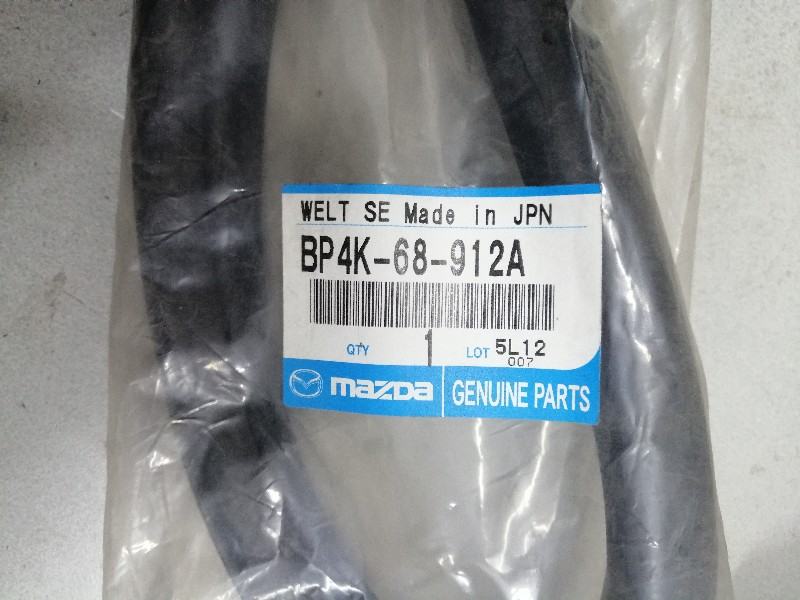 WELT SE Made in JPN
BP4K-68-912A
QTY 1 LOT 5L12
007
mazda GENUINE PARTS